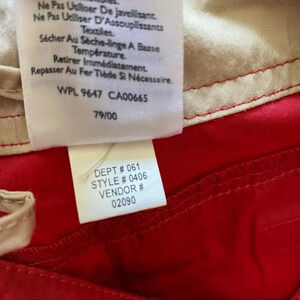 Ne Pas Utiliser De Javellisant.
Ne Pas Utiliser D'Assouplissants
Textiles.
Sécher Au Sèche-linge A Basse
Température.
Retirer Immédiatement.
Repasser Au Fer Tiède Si Nécessaire.
WPL 9647 CA00665
79/00
DEPT # 061
STYLE # 0406
VENDOR #
02090